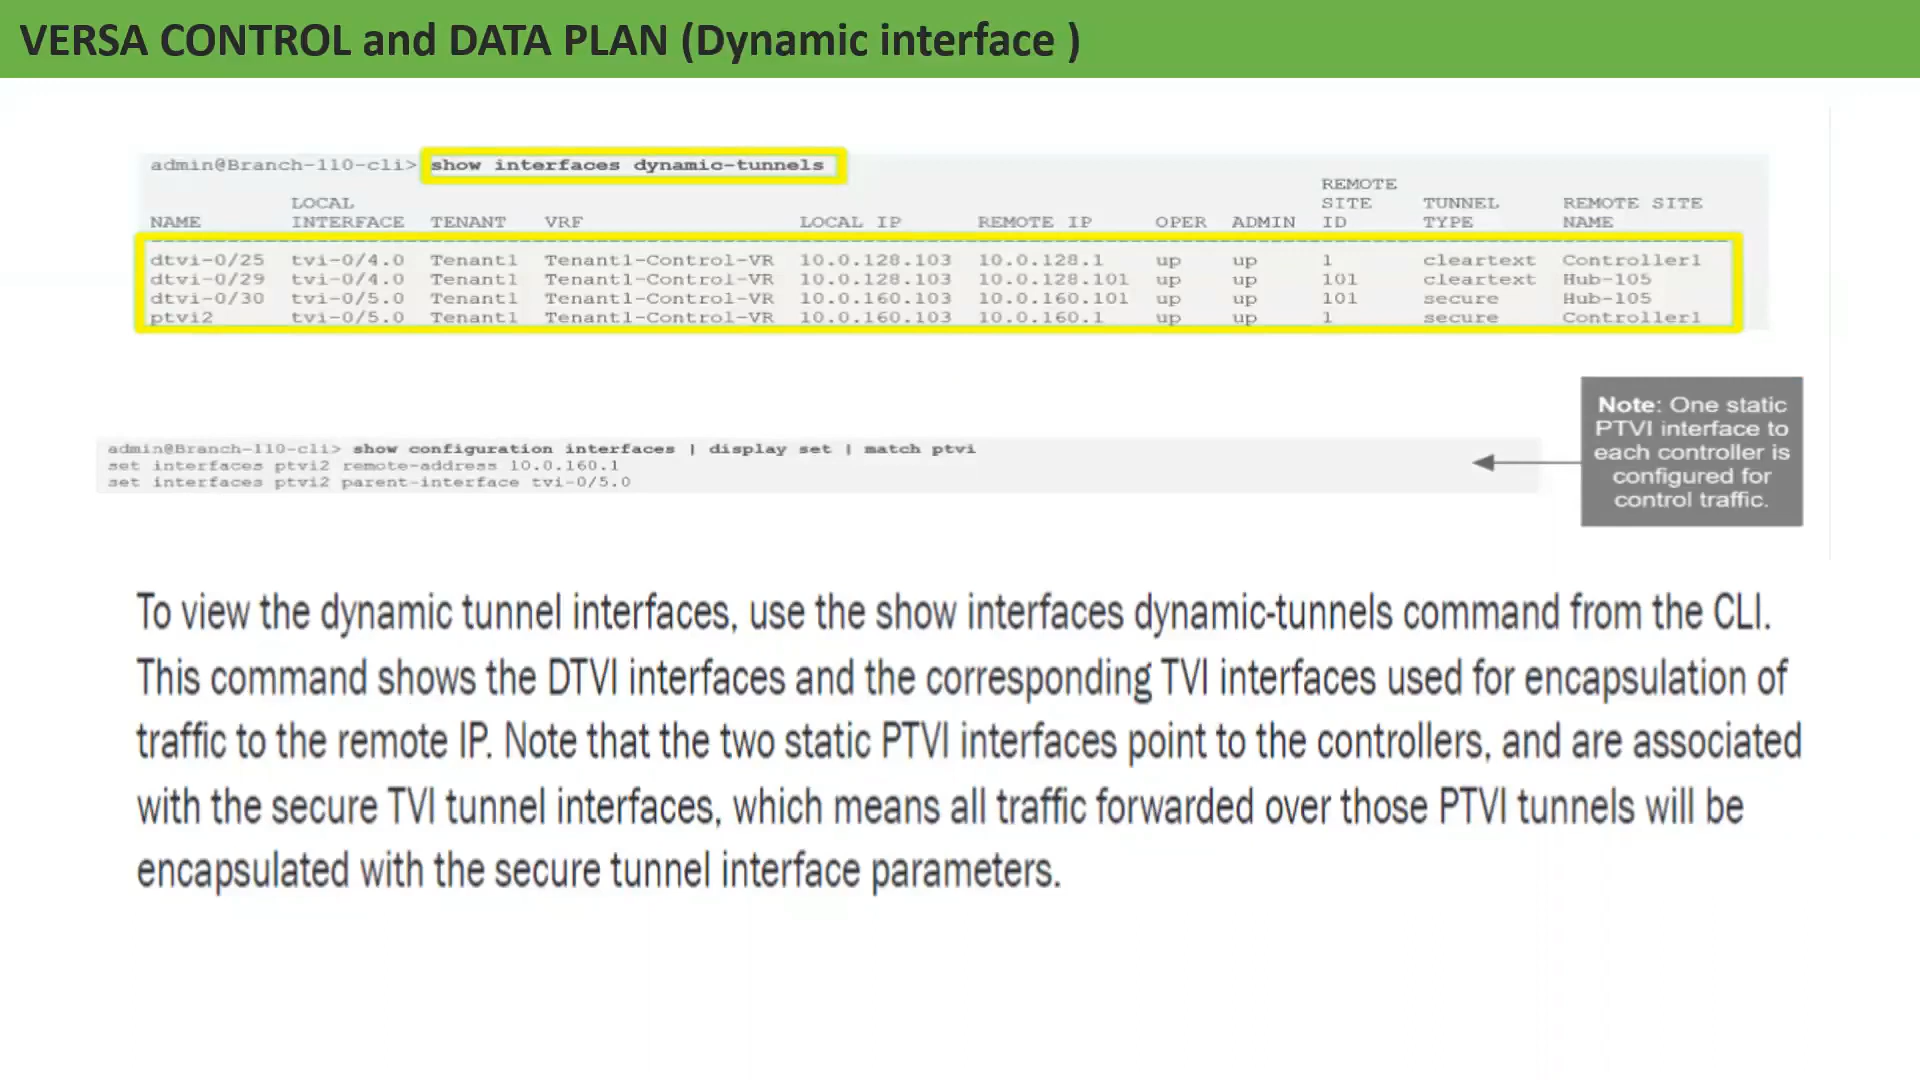 VERSA CONTROL and DATA PLAN (Dynamic interface )
admin@Branch-110-cli> show interfaces dynamic-tunnels
REMOTE
LOCAL SITE TUNNEL REMOTE SITE
NAME INTERFACE TENANT VRF LOCAL IP REMOTE IP OPER ADMIN ID TYPE NAME
dtvi-0/25 tvi-0/4.0 Tenant1 Tenant1-Control-VR 10.0.128.103 10.0.128.1 up up 1 cleartext Controller1
dtvi-0/29 tvi-0/4.0 Tenant1 Tenant1-Control-VR 10.0.128.103 10.0.128.101 up up 101 cleartext Hub-105
dtvi-0/30 tvi-0/5.0 Tenant1 Tenant1-Control-VR 10.0.160.103 10.0.160.101 up up 101 secure Hub-105
ptvi2 tvi-0/5.0 Tenant1 Tenant1-Control-VR 10.0.160.103 10.0.160.1 up up 1 secure Controller1
admin@Branch-110-cli> show configuration interfaces | display set | match ptvi
set interfaces ptvi2 remote-address 10.0.160.1
set interfaces ptvi2 parent-interface tvi-0/5.0
Note: One static
PTVI interface to
each controller is
configured for
control traffic.
To view the dynamic tunnel interfaces, use the show interfaces dynamic-tunnels command from the CLI.
This command shows the DTVI interfaces and the corresponding TVI interfaces used for encapsulation of
traffic to the remote IP. Note that the two static PTVI interfaces point to the controllers, and are associated
with the secure TVI tunnel interfaces, which means all traffic forwarded over those PTVI tunnels will be
encapsulated with the secure tunnel interface parameters.